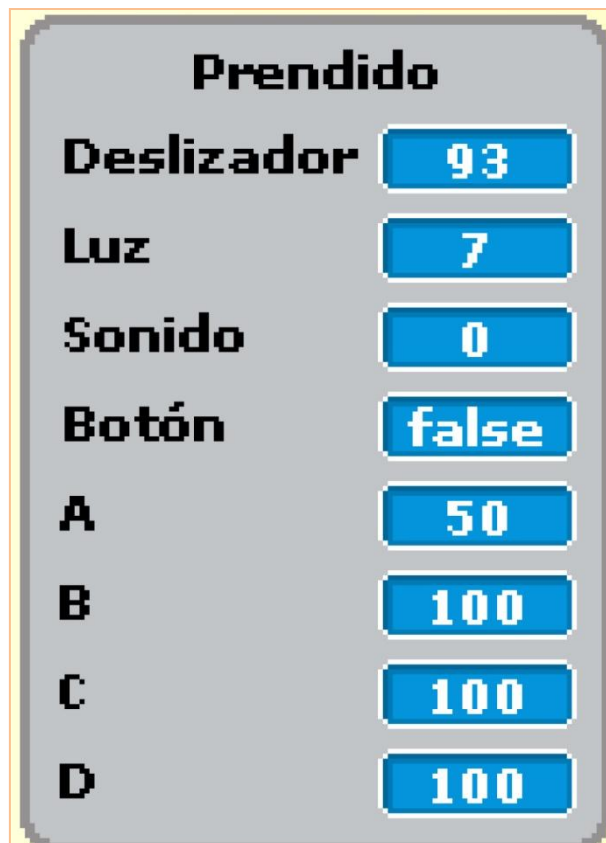 Prendido
Deslizador 93
Luz 7
Sonido 0
Botón false
A 50
B 100
C 100
D 100